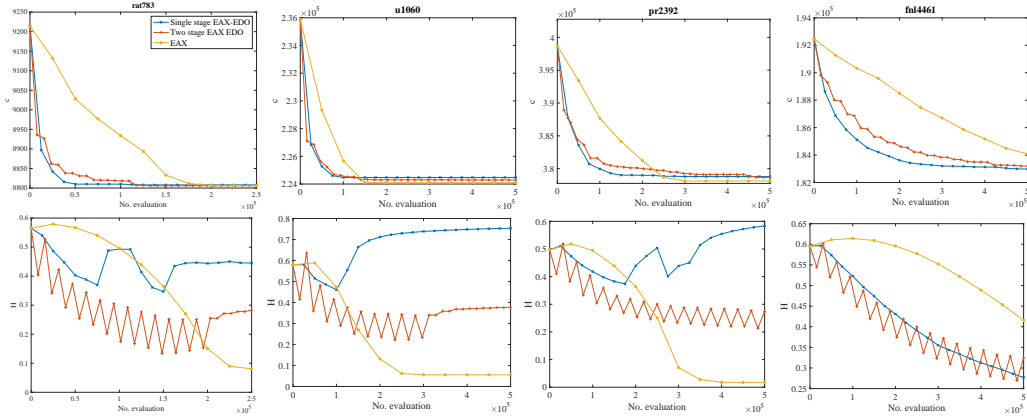 rat783
9250
9200
9150
9100
9050
9000
8950
8900
8850
8800
c
Single stage EAX-EDO
Two stage EAX EDO
EAX
0 0.5 1 1.5 2 2.5
No. evaluation ×10^5
u1060
×10^5
2.36
2.34
2.32
2.3
2.28
2.26
2.24
c
0 1 2 3 4 5
No. evaluation ×10^5
pr2392
×10^5
4
3.95
3.9
3.85
3.8
c
0 1 2 3 4 5
No. evaluation ×10^5
fnl4461
×10^5
1.94
1.92
1.9
1.88
1.86
1.84
1.82
c
0 1 2 3 4 5
No. evaluation ×10^5
0.6
0.5
0.4
0.3
0.2
0.1
0
H
0 0.5 1 1.5 2 2.5
No. evaluation ×10^5
0.8
0.7
0.6
0.5
0.4
0.3
0.2
0.1
0
H
0 1 2 3 4 5
No. evaluation ×10^5
0.6
0.5
0.4
0.3
0.2
0.1
0
H
0 1 2 3 4 5
No. evaluation ×10^5
0.65
0.6
0.55
0.5
0.45
0.4
0.35
0.3
0.25
H
0 1 2 3 4 5
No. evaluation ×10^5